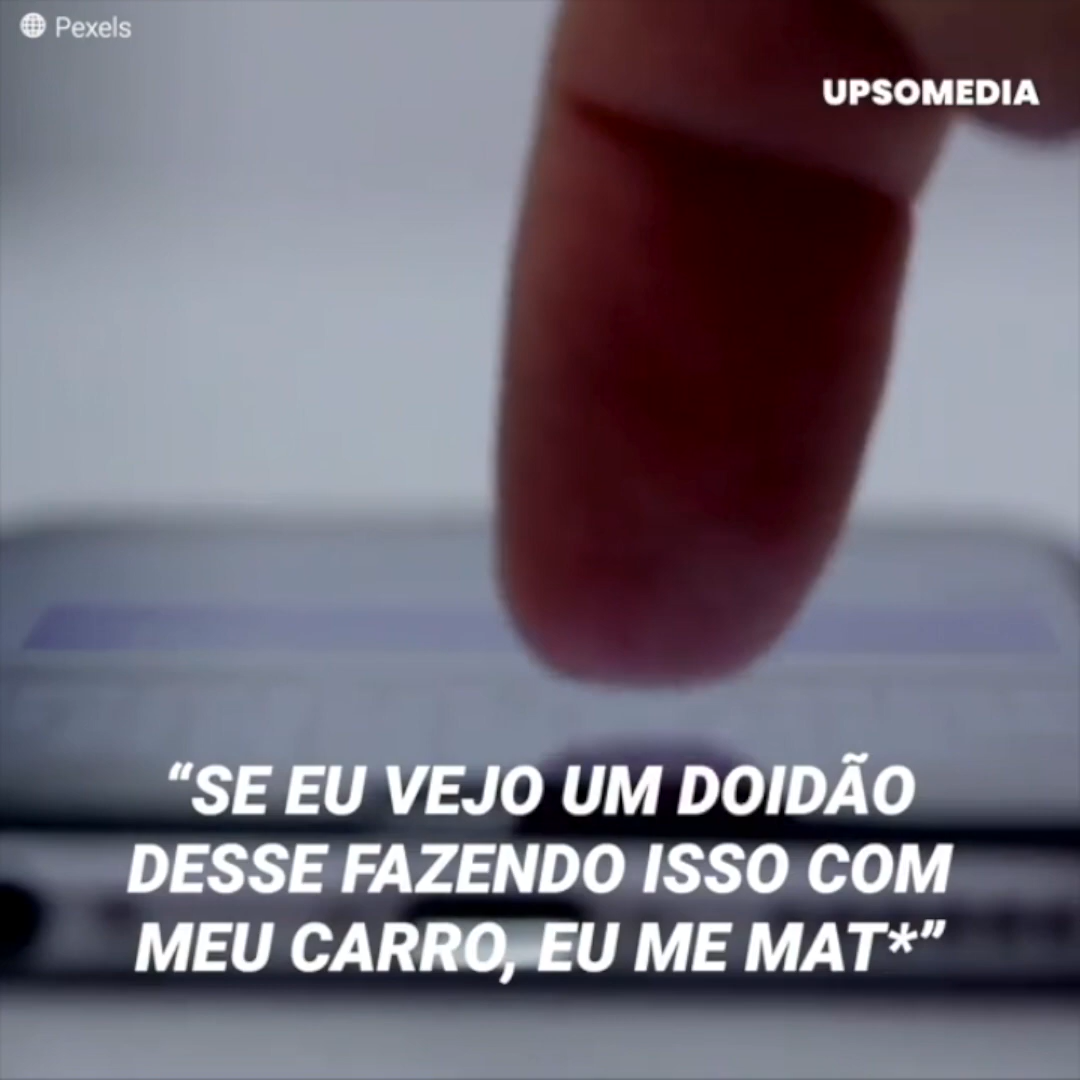 Pexels
UPSOMEDIA
“SE EU VEJO UM DOIDÃO
DESSE FAZENDO ISSO COM
MEU CARRO, EU ME MAT*”